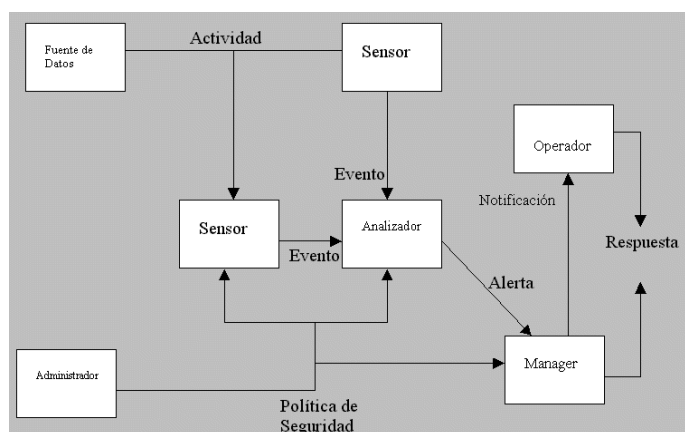 Fuente de
Datos
Actividad
Sensor
Operador
Evento
Notificación
Sensor
Analizador
Evento
Respuesta
Alerta
Administrador
Manager
Política de
Seguridad